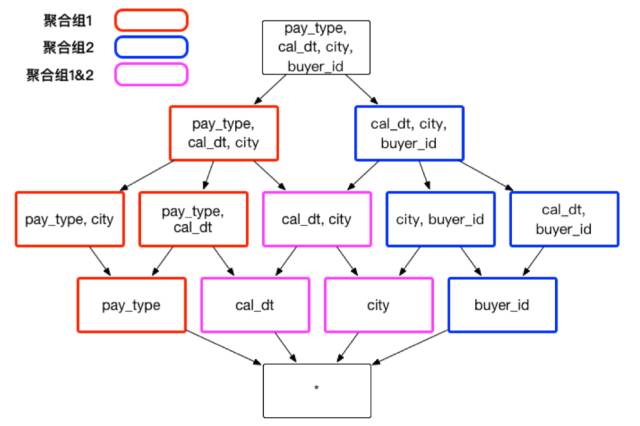 聚合组1
聚合组2
聚合组1&2
pay_type,
cal_dt, city,
buyer_id
pay_type,
cal_dt, city
cal_dt, city,
buyer_id
pay_type, city
pay_type,
cal_dt
cal_dt, city
city, buyer_id
cal_dt,
buyer_id
pay_type
cal_dt
city
buyer_id
*